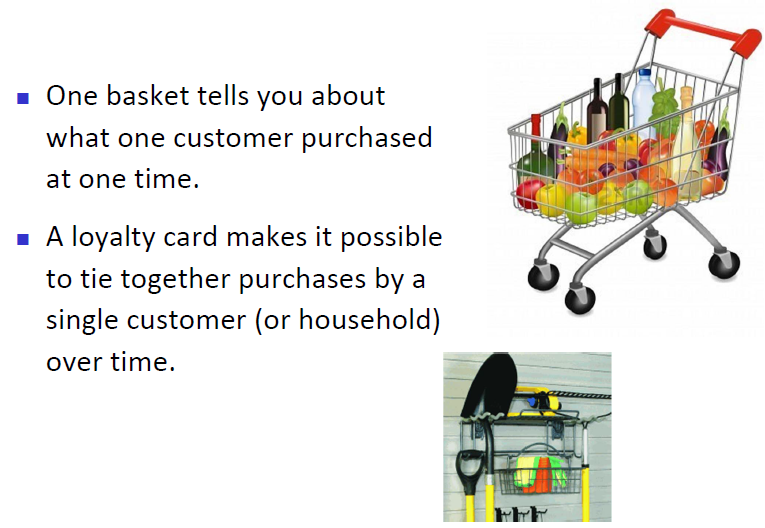 One basket tells you about
what one customer purchased
at one time.
A loyalty card makes it possible
to tie together purchases by a
single customer (or household)
over time.